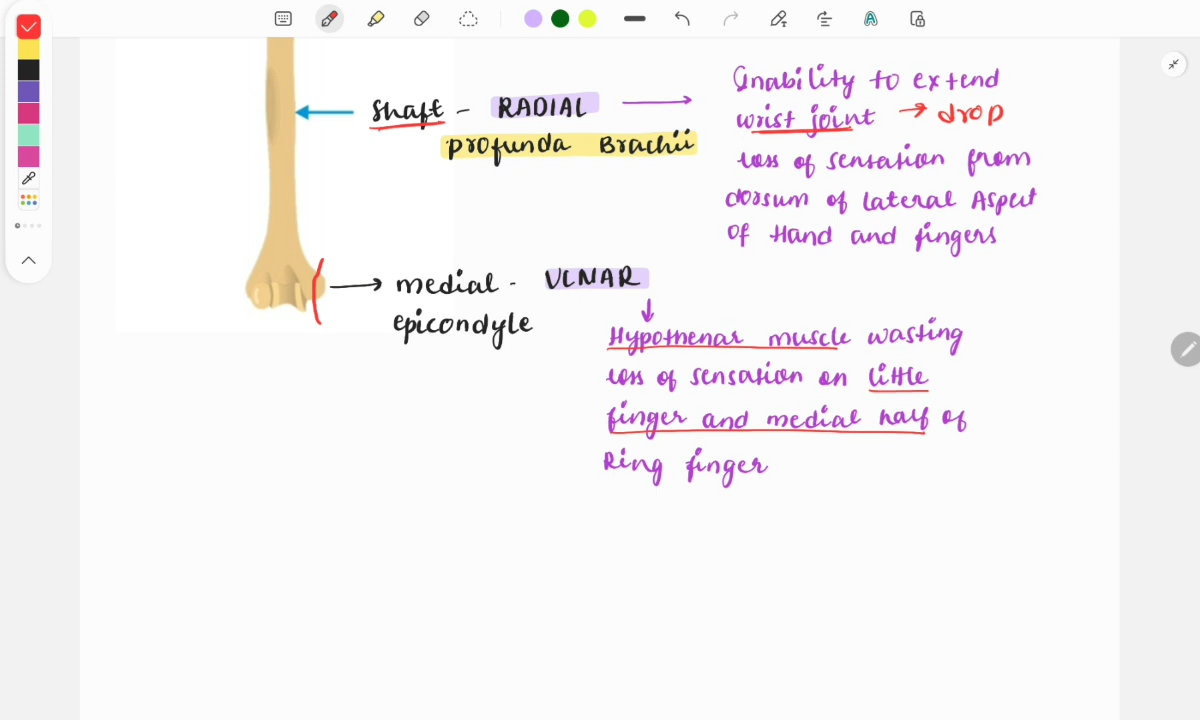 Shaft - RADIAL → Inability to extend
wrist joint → drop
profunda Brachii
loss of sensation from
dorsum of lateral Aspect
of Hand and fingers
→ medial - ULNAR
epicondyle
↓
Hypothenar muscle wasting
loss of sensation on little
finger and medial half of
Ring finger